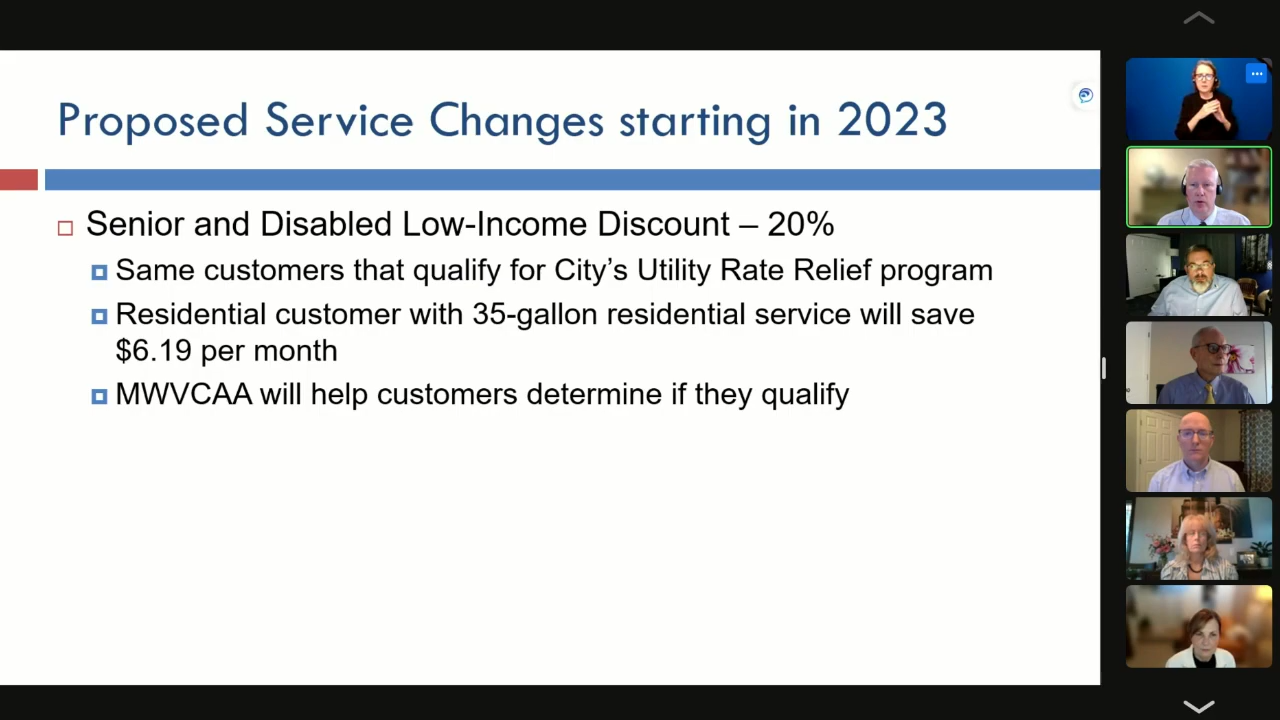 Proposed Service Changes starting in 2023
Senior and Disabled Low-Income Discount – 20%
Same customers that qualify for City’s Utility Rate Relief program
Residential customer with 35-gallon residential service will save
$6.19 per month
MWVCAA will help customers determine if they qualify